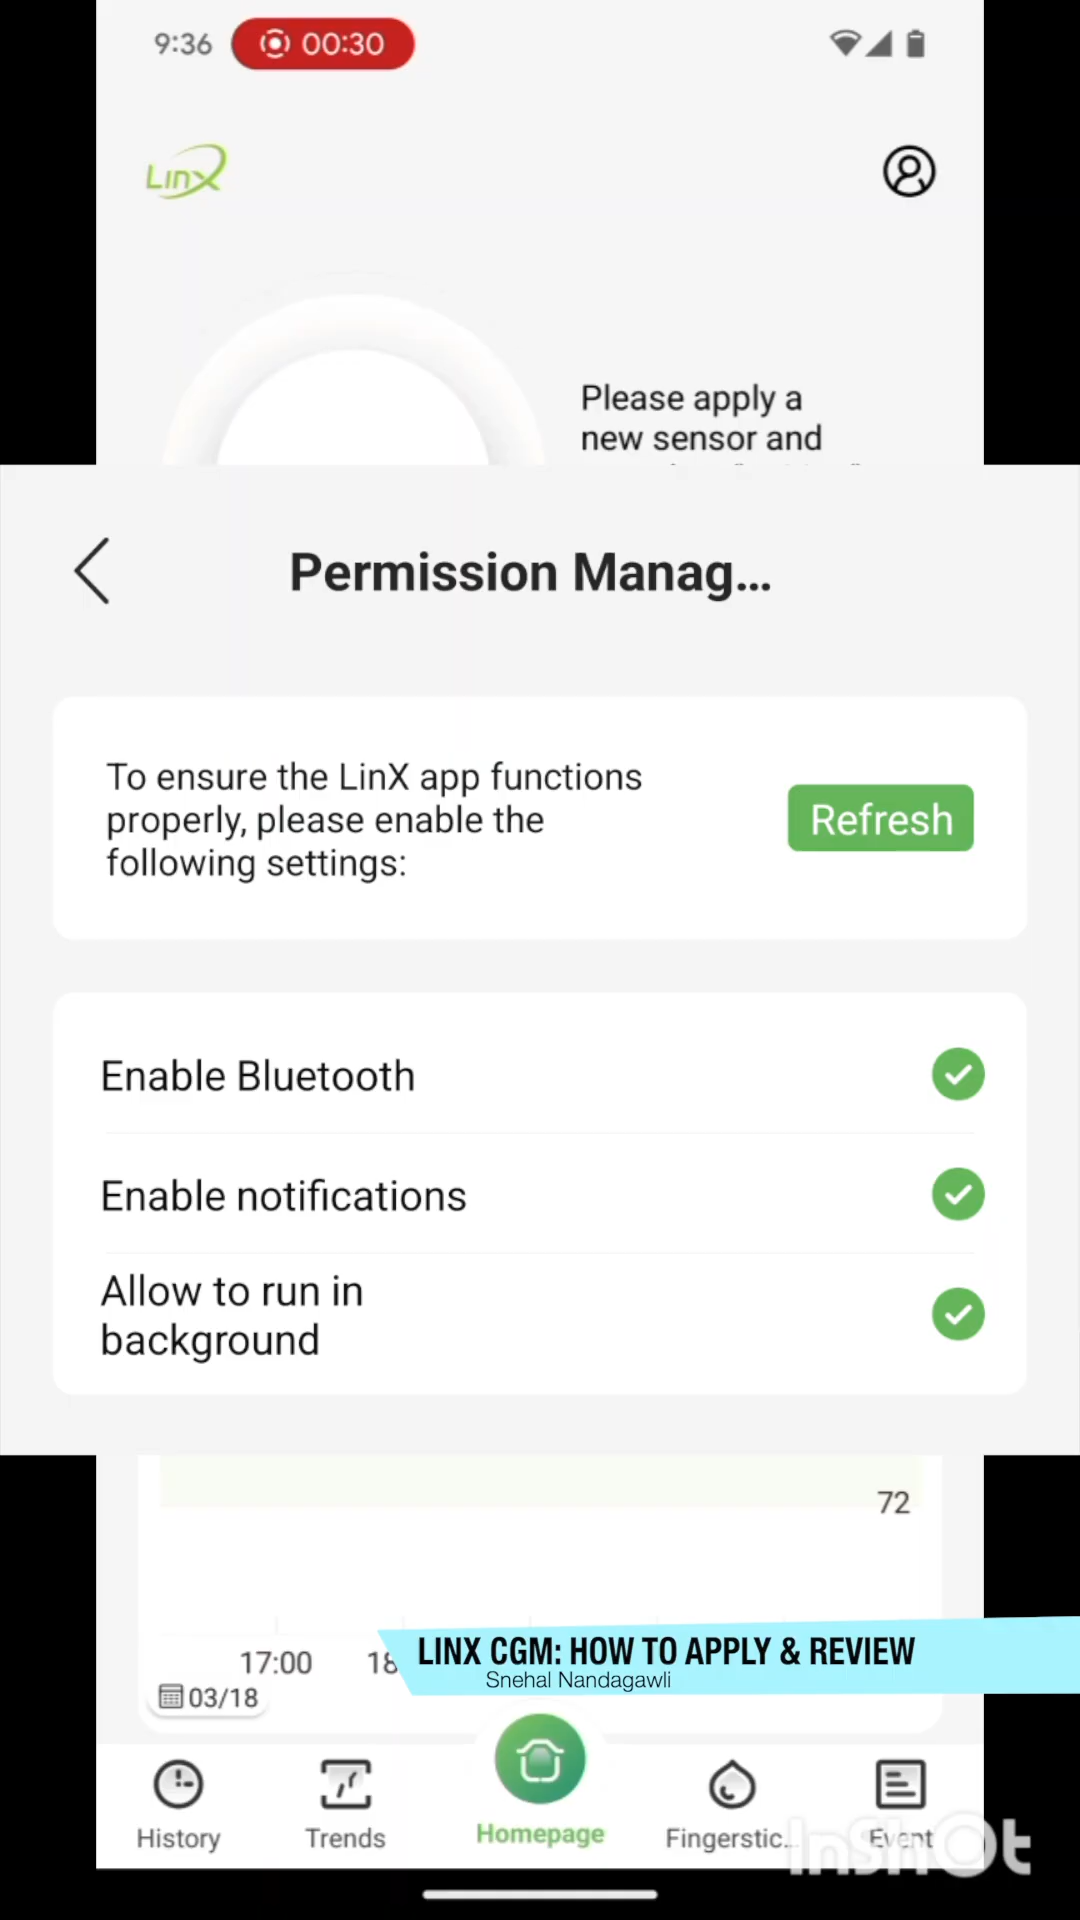 9:36
00:30
LinX
Please apply a
new sensor and
Permission Manag...
To ensure the LinX app functions
properly, please enable the
following settings:
Refresh
Enable Bluetooth
Enable notifications
Allow to run in
background
72
17:00
18
LINX CGM: HOW TO APPLY & REVIEW
Snehal Nandagawli
03/18
History
Trends
Homepage
Fingerstic...
Event
InShOt